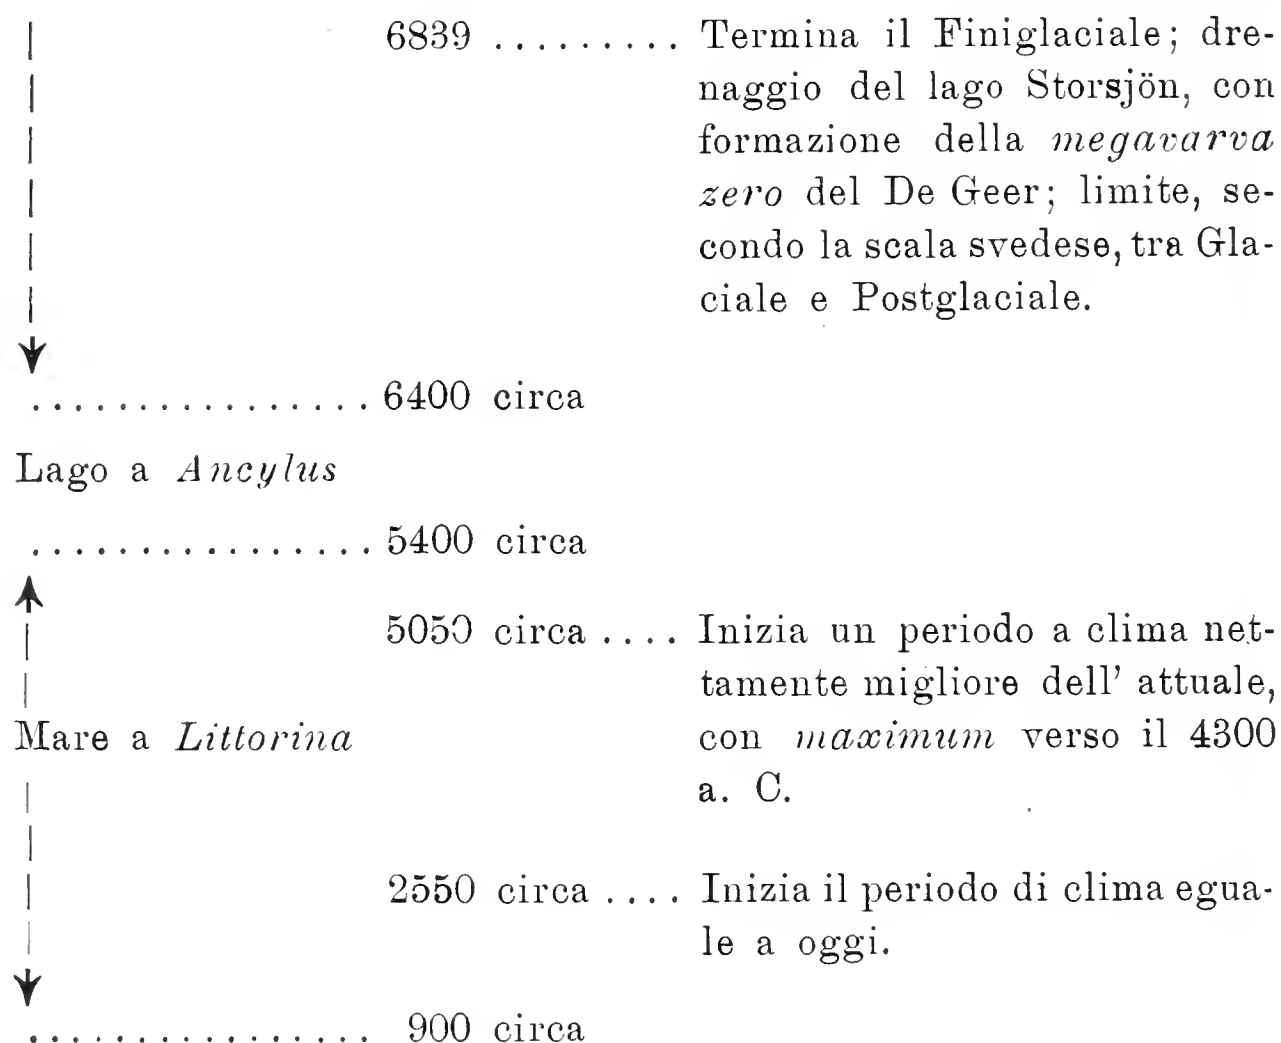 6839 ......... Termina il Finiglaciale; dre-
naggio del lago Storsjön, con
formazione della megavarva
zero del De Geer; limite, se-
condo la scala svedese, tra Gla-
ciale e Postglaciale.
................ 6400 circa
Lago a Ancylus
................ 5400 circa
5050 circa .... Inizia un periodo a clima net-
tamente migliore dell' attuale,
Mare a Littorina con maximum verso il 4300
a. C.
2550 circa .... Inizia il periodo di clima egua-
le a oggi.
................ 900 circa